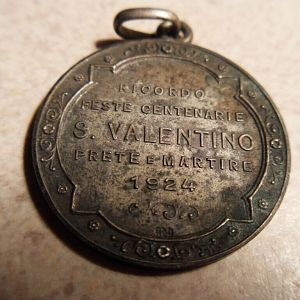 RICORDO
FESTE CENTENARIE
S. VALENTINO
PRETE E MARTIRE
1924